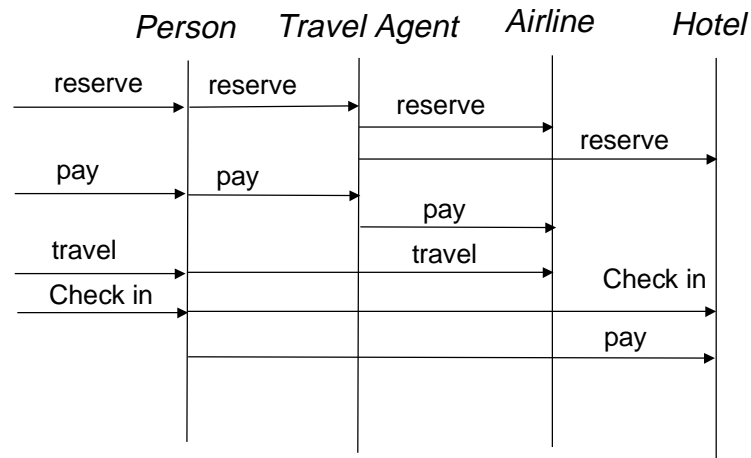 Person Travel Agent Airline Hotel
reserve reserve
reserve
reserve
pay pay
pay
travel travel
Check in Check in
pay